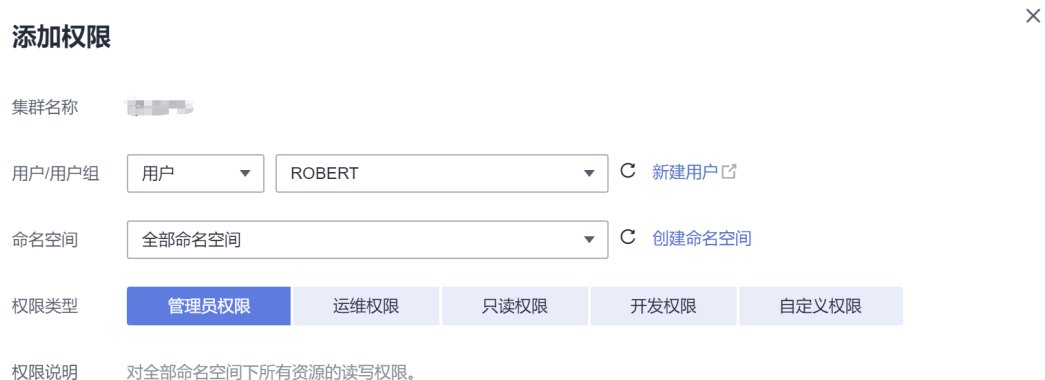 添加权限
集群名称
用户/用户组 用户 ROBERT 新建用户
命名空间 全部命名空间 创建命名空间
权限类型 管理员权限 运维权限 只读权限 开发权限 自定义权限
权限说明 对全部命名空间下所有资源的读写权限。